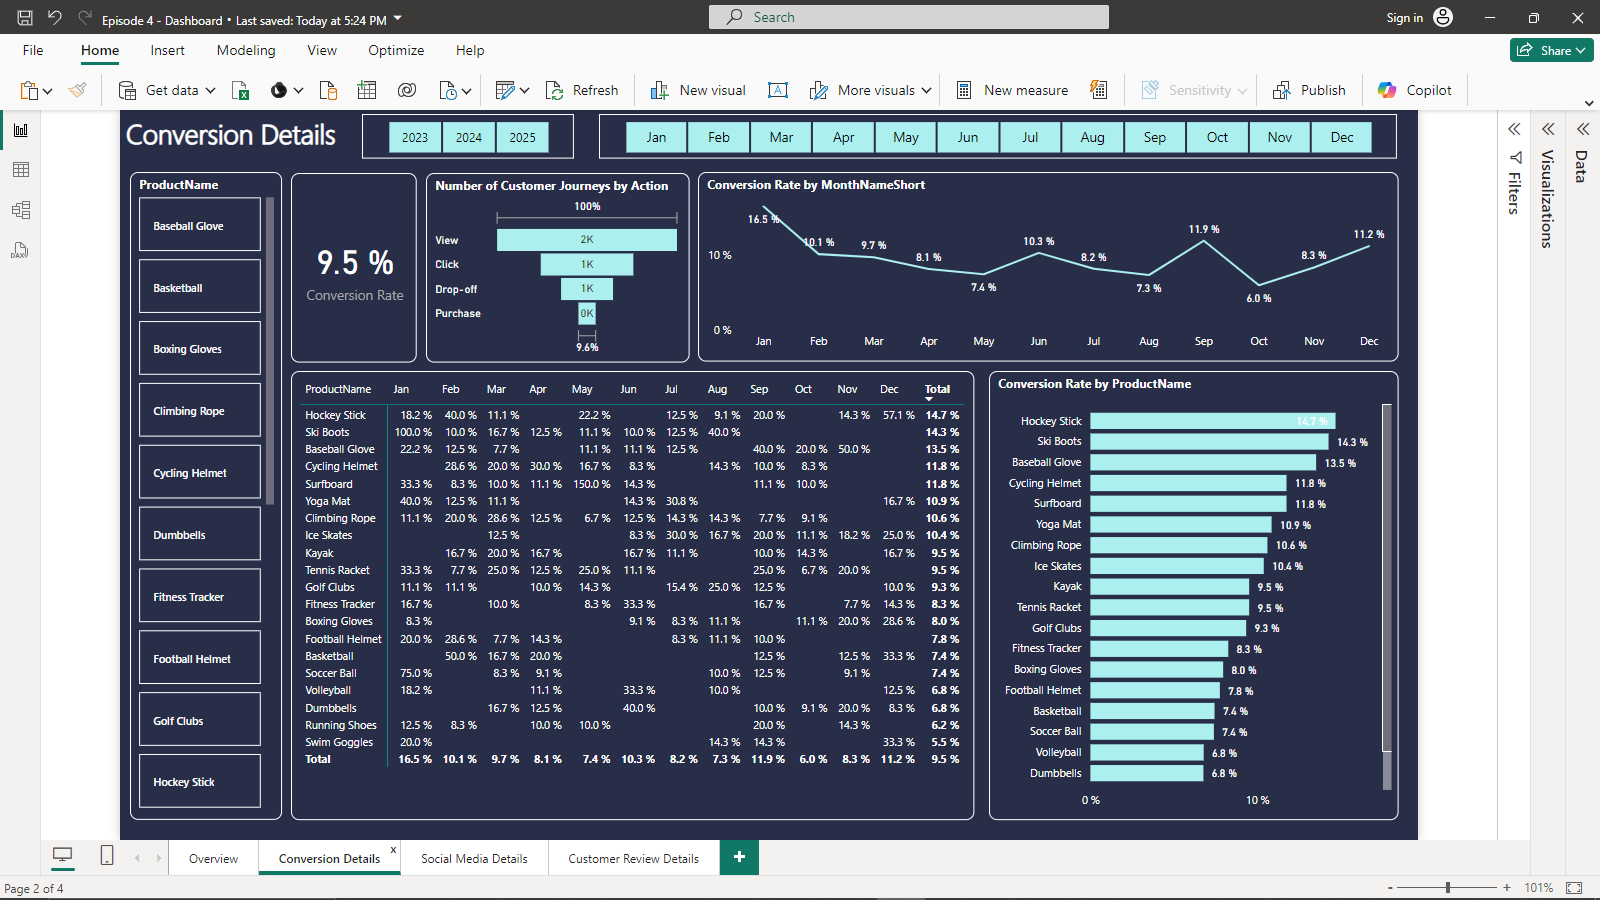 Episode 4 - Dashboard • Last saved: Today at 5:24 PM
Search
Sign in
File Home Insert Modeling View Optimize Help
Share
Get data
Refresh
New visual
More visuals
New measure
Sensitivity
Publish
Copilot
Conversion Details
2023 2024 2025
Jan Feb Mar Apr May Jun Jul Aug Sep Oct Nov Dec
ProductName
Baseball Glove
Basketball
Boxing Gloves
Climbing Rope
Cycling Helmet
Dumbbells
Fitness Tracker
Football Helmet
Golf Clubs
Hockey Stick
9.5 %
Conversion Rate
Number of Customer Journeys by Action
100%
View 2K
Click 1K
Drop-off 1K
Purchase 0K
9.6%
Conversion Rate by MonthNameShort
10 %
0 %
16.5 % 10.1 % 9.7 % 8.1 % 7.4 % 10.3 % 8.2 % 7.3 % 11.9 % 6.0 % 8.3 % 11.2 %
Jan Feb Mar Apr May Jun Jul Aug Sep Oct Nov Dec
ProductName Jan Feb Mar Apr May Jun Jul Aug Sep Oct Nov Dec Total
Hockey Stick 18.2 % 40.0 % 11.1 % 22.2 % 12.5 % 9.1 % 20.0 % 14.3 % 57.1 % 14.7 %
Ski Boots 100.0 % 10.0 % 16.7 % 12.5 % 11.1 % 10.0 % 12.5 % 40.0 % 14.3 %
Baseball Glove 22.2 % 12.5 % 7.7 % 11.1 % 11.1 % 12.5 % 40.0 % 20.0 % 50.0 % 13.5 %
Cycling Helmet 28.6 % 20.0 % 30.0 % 16.7 % 8.3 % 14.3 % 10.0 % 8.3 % 11.8 %
Surfboard 33.3 % 8.3 % 10.0 % 11.1 % 150.0 % 14.3 % 11.1 % 10.0 % 11.8 %
Yoga Mat 40.0 % 12.5 % 11.1 % 14.3 % 30.8 % 16.7 % 10.9 %
Climbing Rope 11.1 % 20.0 % 28.6 % 12.5 % 6.7 % 12.5 % 14.3 % 14.3 % 7.7 % 9.1 % 10.6 %
Ice Skates 12.5 % 8.3 % 30.0 % 16.7 % 20.0 % 11.1 % 18.2 % 25.0 % 10.4 %
Kayak 16.7 % 20.0 % 16.7 % 16.7 % 11.1 % 10.0 % 14.3 % 16.7 % 9.5 %
Tennis Racket 33.3 % 7.7 % 25.0 % 12.5 % 25.0 % 11.1 % 25.0 % 6.7 % 20.0 % 9.5 %
Golf Clubs 11.1 % 11.1 % 10.0 % 14.3 % 15.4 % 25.0 % 12.5 % 10.0 % 9.3 %
Fitness Tracker 16.7 % 10.0 % 8.3 % 33.3 % 16.7 % 7.7 % 14.3 % 8.3 %
Boxing Gloves 8.3 % 9.1 % 8.3 % 11.1 % 11.1 % 20.0 % 28.6 % 8.0 %
Football Helmet 20.0 % 28.6 % 7.7 % 14.3 % 8.3 % 11.1 % 10.0 % 7.8 %
Basketball 50.0 % 16.7 % 20.0 % 12.5 % 12.5 % 33.3 % 7.4 %
Soccer Ball 75.0 % 8.3 % 9.1 % 10.0 % 12.5 % 9.1 % 7.4 %
Volleyball 18.2 % 11.1 % 33.3 % 10.0 % 12.5 % 6.8 %
Dumbbells 16.7 % 12.5 % 40.0 % 10.0 % 9.1 % 20.0 % 8.3 % 6.8 %
Running Shoes 12.5 % 8.3 % 10.0 % 10.0 % 20.0 % 14.3 % 6.2 %
Swim Goggles 20.0 % 14.3 % 14.3 % 33.3 % 5.5 %
Total 16.5 % 10.1 % 9.7 % 8.1 % 7.4 % 10.3 % 8.2 % 7.3 % 11.9 % 6.0 % 8.3 % 11.2 % 9.5 %
Conversion Rate by ProductName
Hockey Stick 14.7 %
Ski Boots 14.3 %
Baseball Glove 13.5 %
Cycling Helmet 11.8 %
Surfboard 11.8 %
Yoga Mat 10.9 %
Climbing Rope 10.6 %
Ice Skates 10.4 %
Kayak 9.5 %
Tennis Racket 9.5 %
Golf Clubs 9.3 %
Fitness Tracker 8.3 %
Boxing Gloves 8.0 %
Football Helmet 7.8 %
Basketball 7.4 %
Soccer Ball 7.4 %
Volleyball 6.8 %
Dumbbells 6.8 %
0 % 10 %
Filters
Visualizations
Data
DAX
Overview
Conversion Details
Social Media Details
Customer Review Details
Page 2 of 4
101%